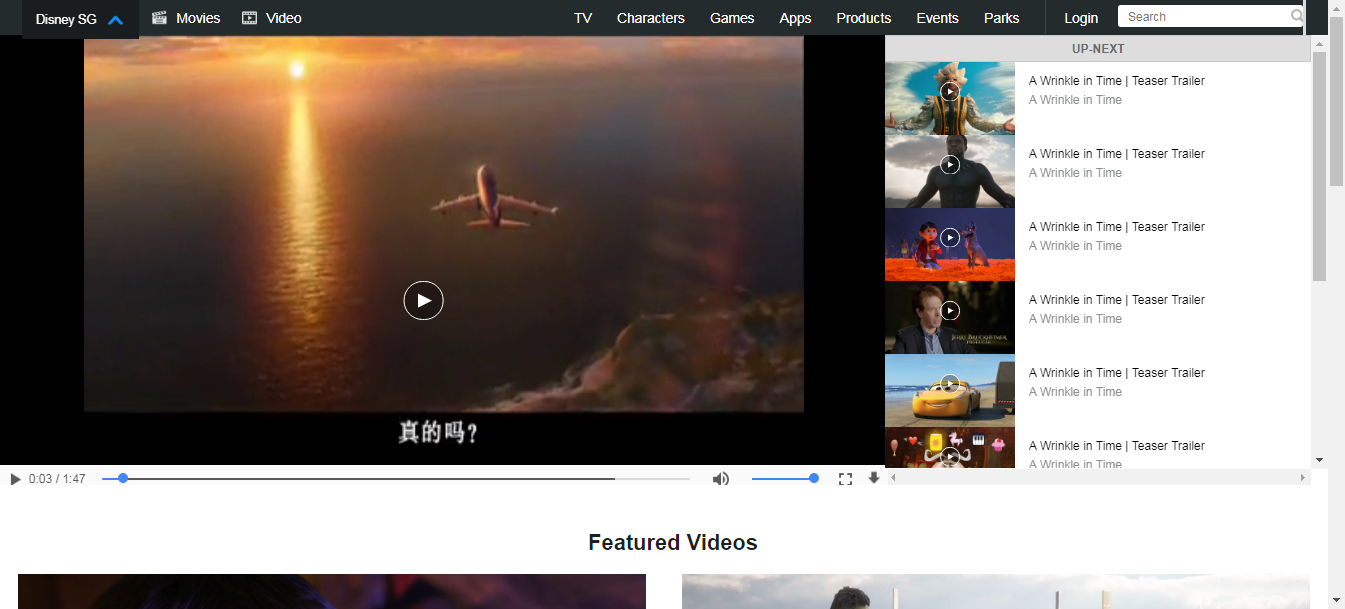 Disney SG
Movies
Video
TV
Characters
Games
Apps
Products
Events
Parks
Login
Search
UP-NEXT
A Wrinkle in Time | Teaser Trailer
A Wrinkle in Time
A Wrinkle in Time | Teaser Trailer
A Wrinkle in Time
A Wrinkle in Time | Teaser Trailer
A Wrinkle in Time
A Wrinkle in Time | Teaser Trailer
A Wrinkle in Time
JERRY BRUCKHEIMER
PRODUCER
A Wrinkle in Time | Teaser Trailer
A Wrinkle in Time
A Wrinkle in Time | Teaser Trailer
A Wrinkle in Time
真的吗?
0:03 / 1:47
Featured Videos